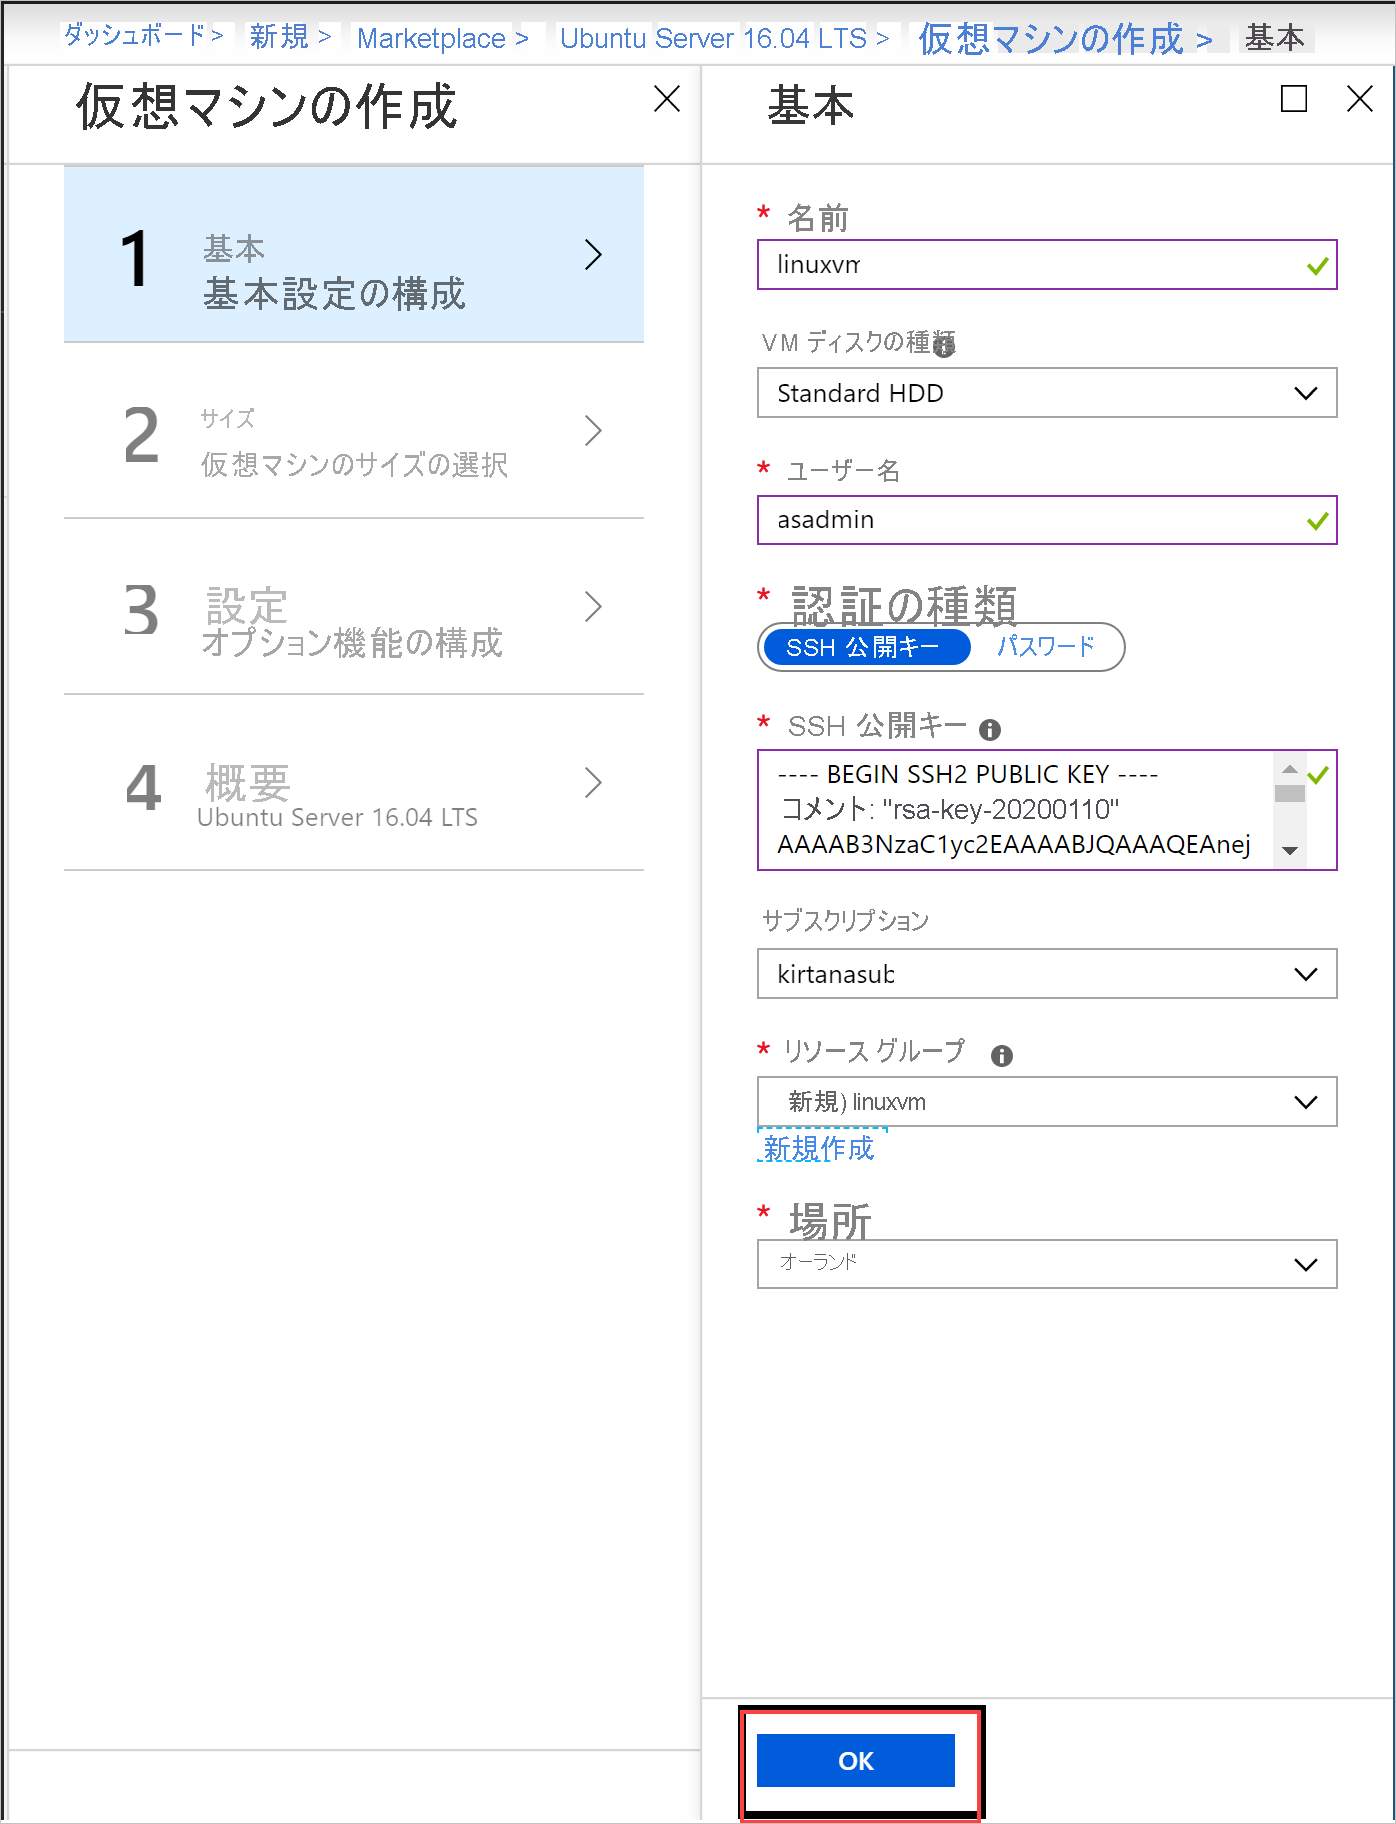 ダッシュボード > 新規 > Marketplace > Ubuntu Server 16.04 LTS > 仮想マシンの作成 > 基本
仮想マシンの作成
1
基本
基本設定の構成
2
サイズ
仮想マシンのサイズの選択
3
設定
オプション機能の構成
4
概要
Ubuntu Server 16.04 LTS
基本
* 名前
linuxvm
VM ディスクの種類
Standard HDD
* ユーザー名
asadmin
* 認証の種類
SSH 公開キー パスワード
* SSH 公開キー
---- BEGIN SSH2 PUBLIC KEY ----
コメント: "rsa-key-20200110"
AAAAB3NzaC1yc2EAAAABJQAAAQEAnej
サブスクリプション
kirtanasub
* リソース グループ
新規) linuxvm
新規作成
* 場所
オーランド
OK